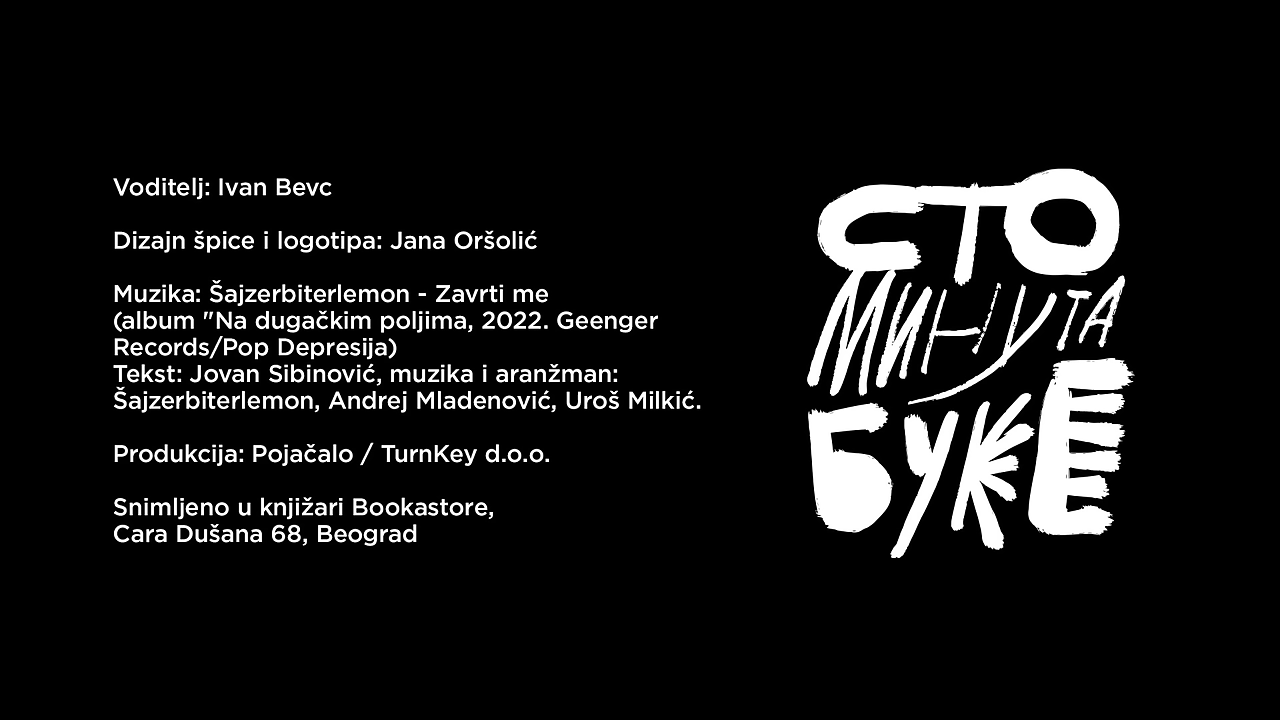 Voditelj: Ivan Bevc
Dizajn špice i logotipa: Jana Oršolić
Muzika: Šajzerbiterlemon - Zavrti me
(album "Na dugačkim poljima, 2022. Geenger
Records/Pop Depresija)
Tekst: Jovan Sibinović, muzika i aranžman:
Šajzerbiterlemon, Andrej Mladenović, Uroš Milkić.
Produkcija: Pojačalo / TurnKey d.o.o.
Snimljeno u knjižari Bookastore,
Cara Dušana 68, Beograd
СТО
МИНУТА
БУКЕ